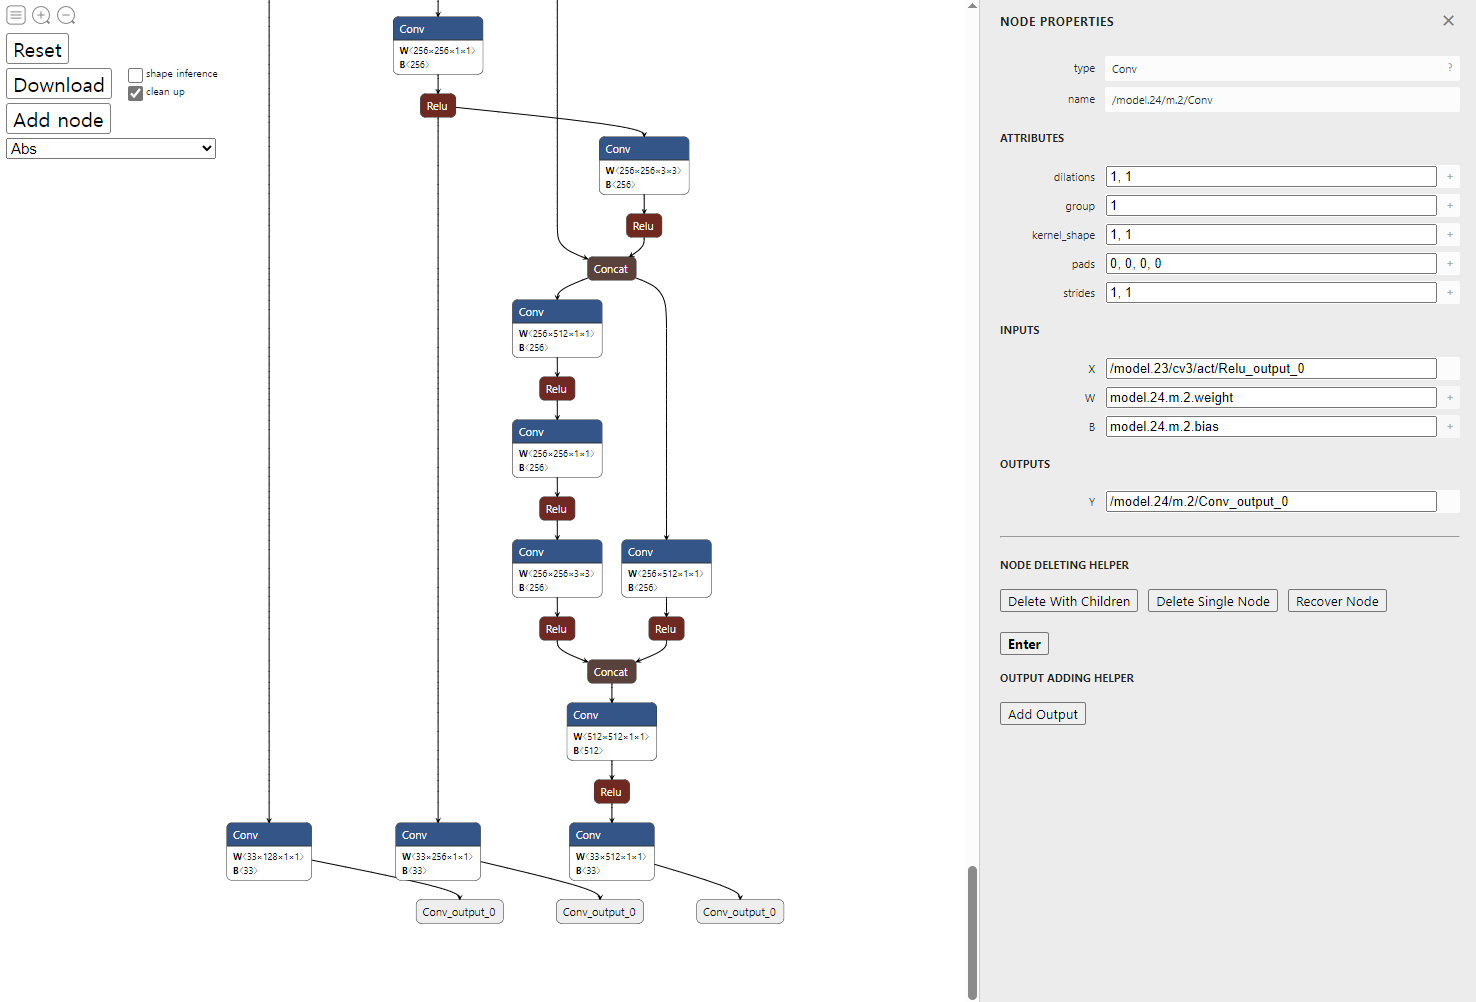 Reset
Download
Add node
shape inference
clean up
Abs
Conv
W⟨256×256×1×1⟩
B⟨256⟩
Relu
Conv
W⟨256×256×3×3⟩
B⟨256⟩
Relu
Concat
Conv
W⟨256×512×1×1⟩
B⟨256⟩
Relu
Conv
W⟨256×256×1×1⟩
B⟨256⟩
Relu
Conv
W⟨256×256×3×3⟩
B⟨256⟩
Conv
W⟨256×512×1×1⟩
B⟨256⟩
Relu
Relu
Concat
Conv
W⟨512×512×1×1⟩
B⟨512⟩
Relu
Conv
W⟨33×128×1×1⟩
B⟨33⟩
Conv
W⟨33×256×1×1⟩
B⟨33⟩
Conv
W⟨33×512×1×1⟩
B⟨33⟩
Conv_output_0
Conv_output_0
Conv_output_0
NODE PROPERTIES
type Conv ?
name /model.24/m.2/Conv
ATTRIBUTES
dilations 1, 1 +
group 1 +
kernel_shape 1, 1 +
pads 0, 0, 0, 0 +
strides 1, 1 +
INPUTS
X /model.23/cv3/act/Relu_output_0
W model.24.m.2.weight +
B model.24.m.2.bias +
OUTPUTS
Y /model.24/m.2/Conv_output_0
NODE DELETING HELPER
Delete With Children Delete Single Node Recover Node
Enter
OUTPUT ADDING HELPER
Add Output